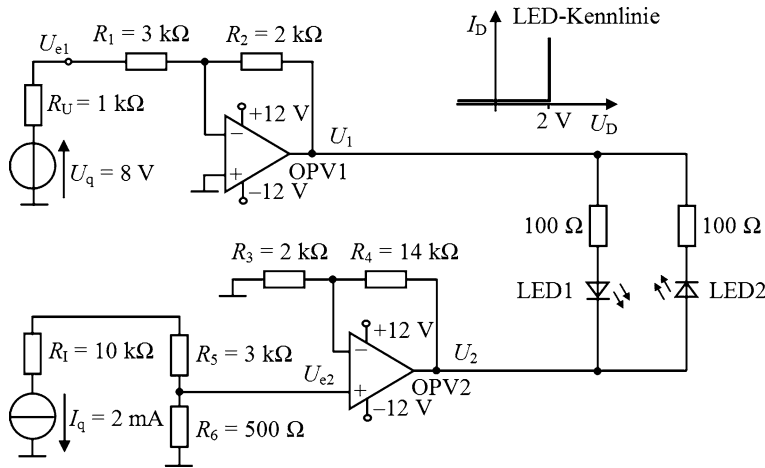 LED-Kennlinie
I_D
2 V
U_D
U_e1
R_1 = 3 kΩ
R_2 = 2 kΩ
R_U = 1 kΩ
U_q = 8 V
+12 V
−
+
−12 V
OPV1
U_1
100 Ω
100 Ω
LED1
LED2
R_3 = 2 kΩ
R_4 = 14 kΩ
+12 V
−
+
−12 V
OPV2
U_2
R_I = 10 kΩ
R_5 = 3 kΩ
U_e2
I_q = 2 mA
R_6 = 500 Ω